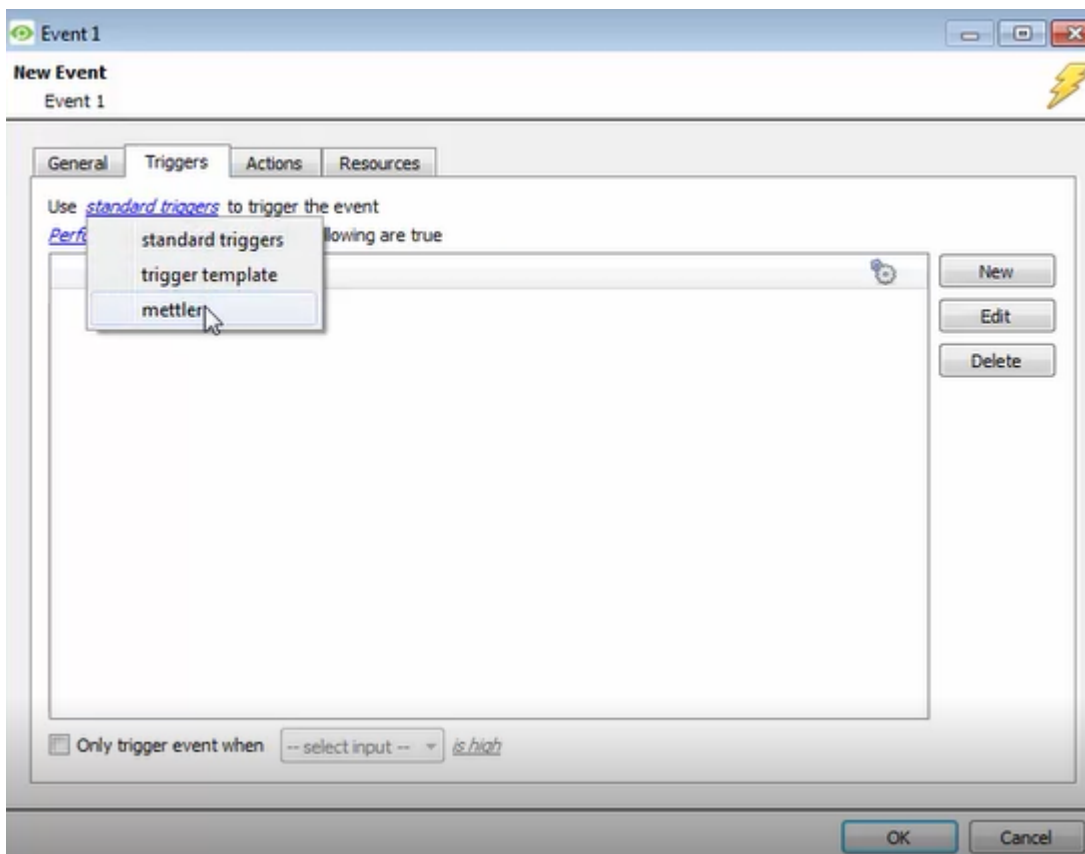 Event 1
New Event
Event 1
General Triggers Actions Resources
Use standard triggers to trigger the event
Perfo llowing are true
standard triggers
trigger template
mettler
New
Edit
Delete
Only trigger event when -- select input -- is high
OK Cancel